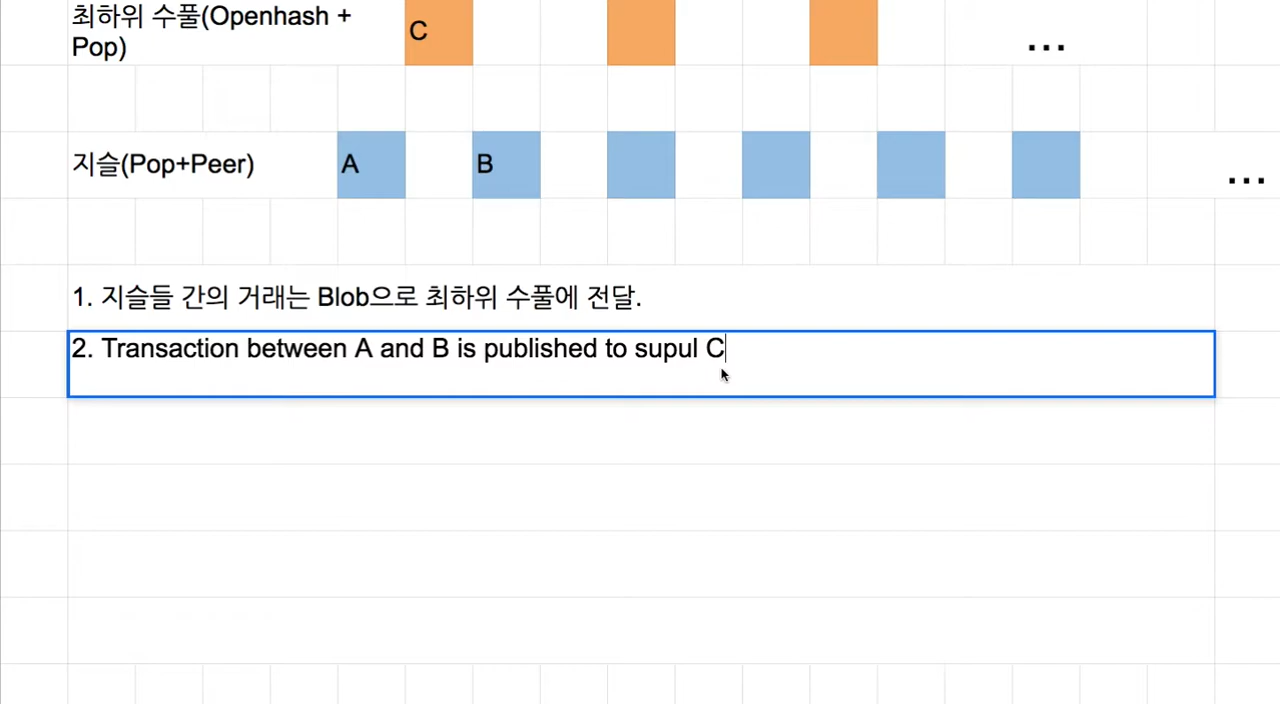 최하위 수풀(Openhash +
Pop)
C
...
지슬(Pop+Peer)
A
B
...
1. 지슬들 간의 거래는 Blob으로 최하위 수풀에 전달.
2. Transaction between A and B is published to supul C